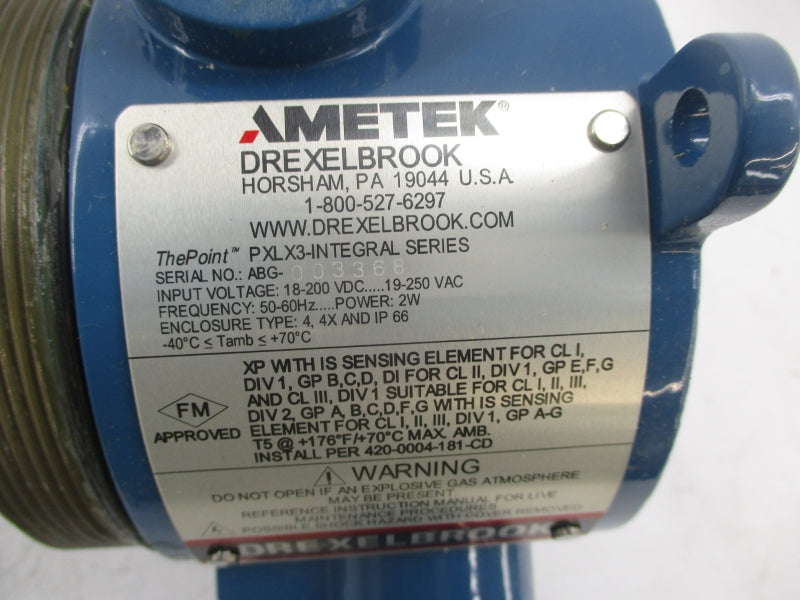 AMETEK®
DREXELBROOK
HORSHAM, PA 19044 U.S.A.
1-800-527-6297
WWW.DREXELBROOK.COM
ThePoint™ PXLX3-INTEGRAL SERIES
SERIAL NO.: ABG-003368
INPUT VOLTAGE: 18-200 VDC.....19-250 VAC
FREQUENCY: 50-60Hz.....POWER: 2W
ENCLOSURE TYPE: 4, 4X AND IP 66
-40°C ≤ Tamb ≤ +70°C
FM
APPROVED
XP WITH IS SENSING ELEMENT FOR CL I,
DIV 1, GP B,C,D, DI FOR CL II, DIV 1, GP E,F,G
AND CL III, DIV 1 SUITABLE FOR CL I, II, III,
DIV 2, GP A, B,C,D,F,G WITH IS SENSING
ELEMENT FOR CL I, II, III, DIV 1, GP A-G
T5 @ +176°F/+70°C MAX. AMB.
INSTALL PER 420-0004-181-CD
WARNING
DO NOT OPEN IF AN EXPLOSIVE GAS ATMOSPHERE
MAY BE PRESENT
REFERENCE INSTRUCTION MANUAL FOR LIVE
MAINTENANCE PROCEDURES
POSSIBLE SHOCK HAZARD WITH COVER REMOVED
DREXELBROOK